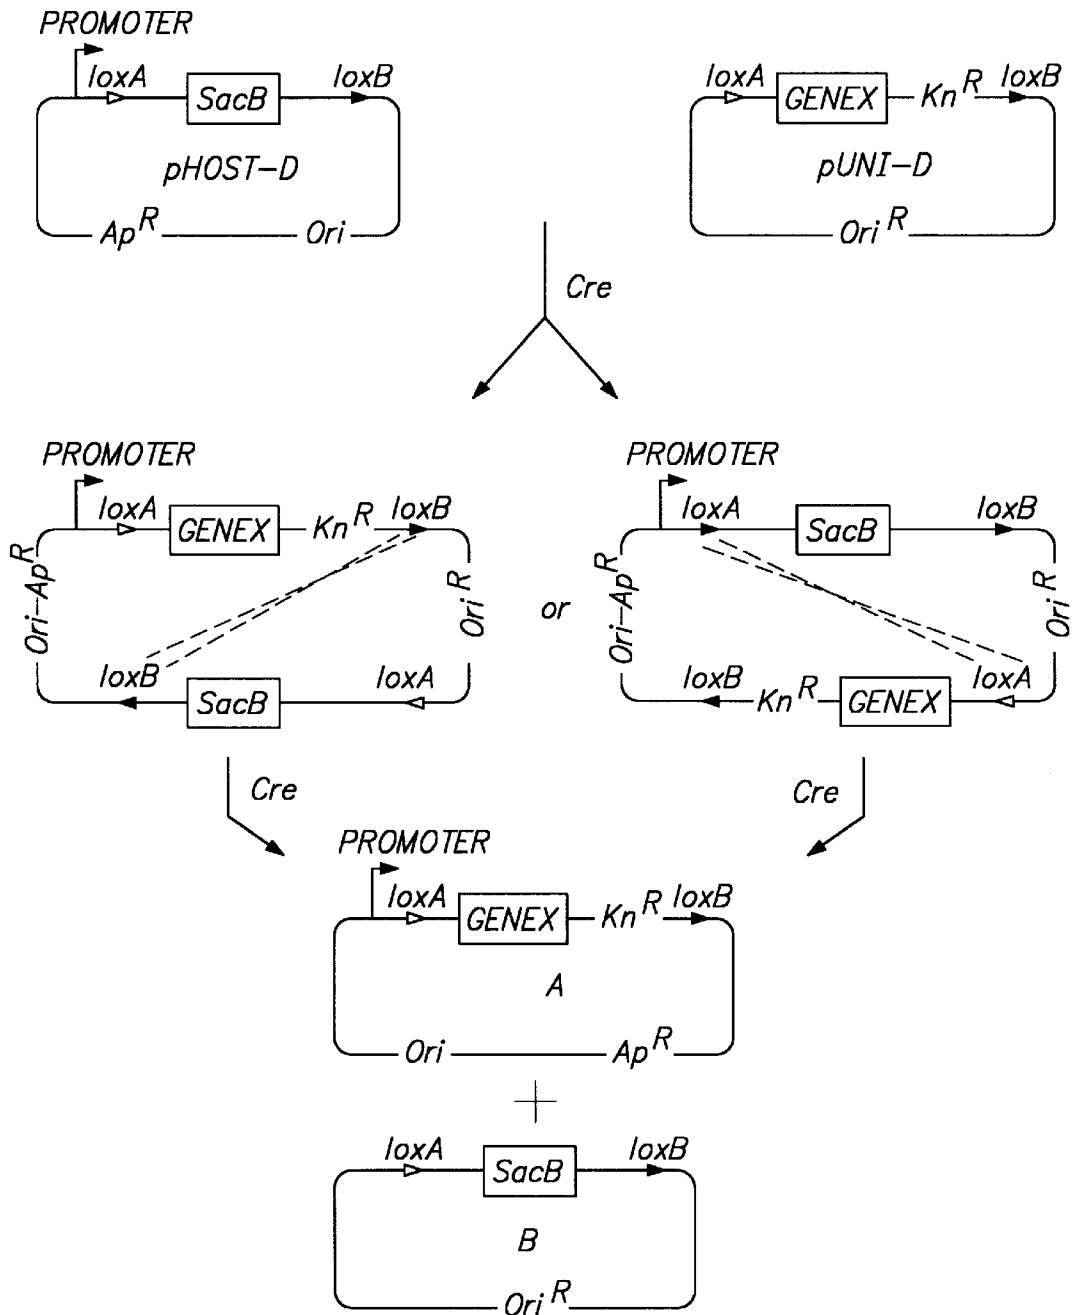 PROMOTER
loxA
SacB
loxB
pHOST-D
Ap^R
Ori
loxA
GENEX
Kn^R
loxB
pUNI-D
Ori^R
Cre
PROMOTER
loxA
GENEX
Kn^R
loxB
Ori-Ap^R
Ori^R
loxB
SacB
loxA
or
PROMOTER
loxA
SacB
loxB
Ori-Ap^R
Ori^R
loxB
Kn^R
GENEX
loxA
Cre
Cre
PROMOTER
loxA
GENEX
Kn^R
loxB
A
Ori
Ap^R
+
loxA
SacB
loxB
B
Ori^R